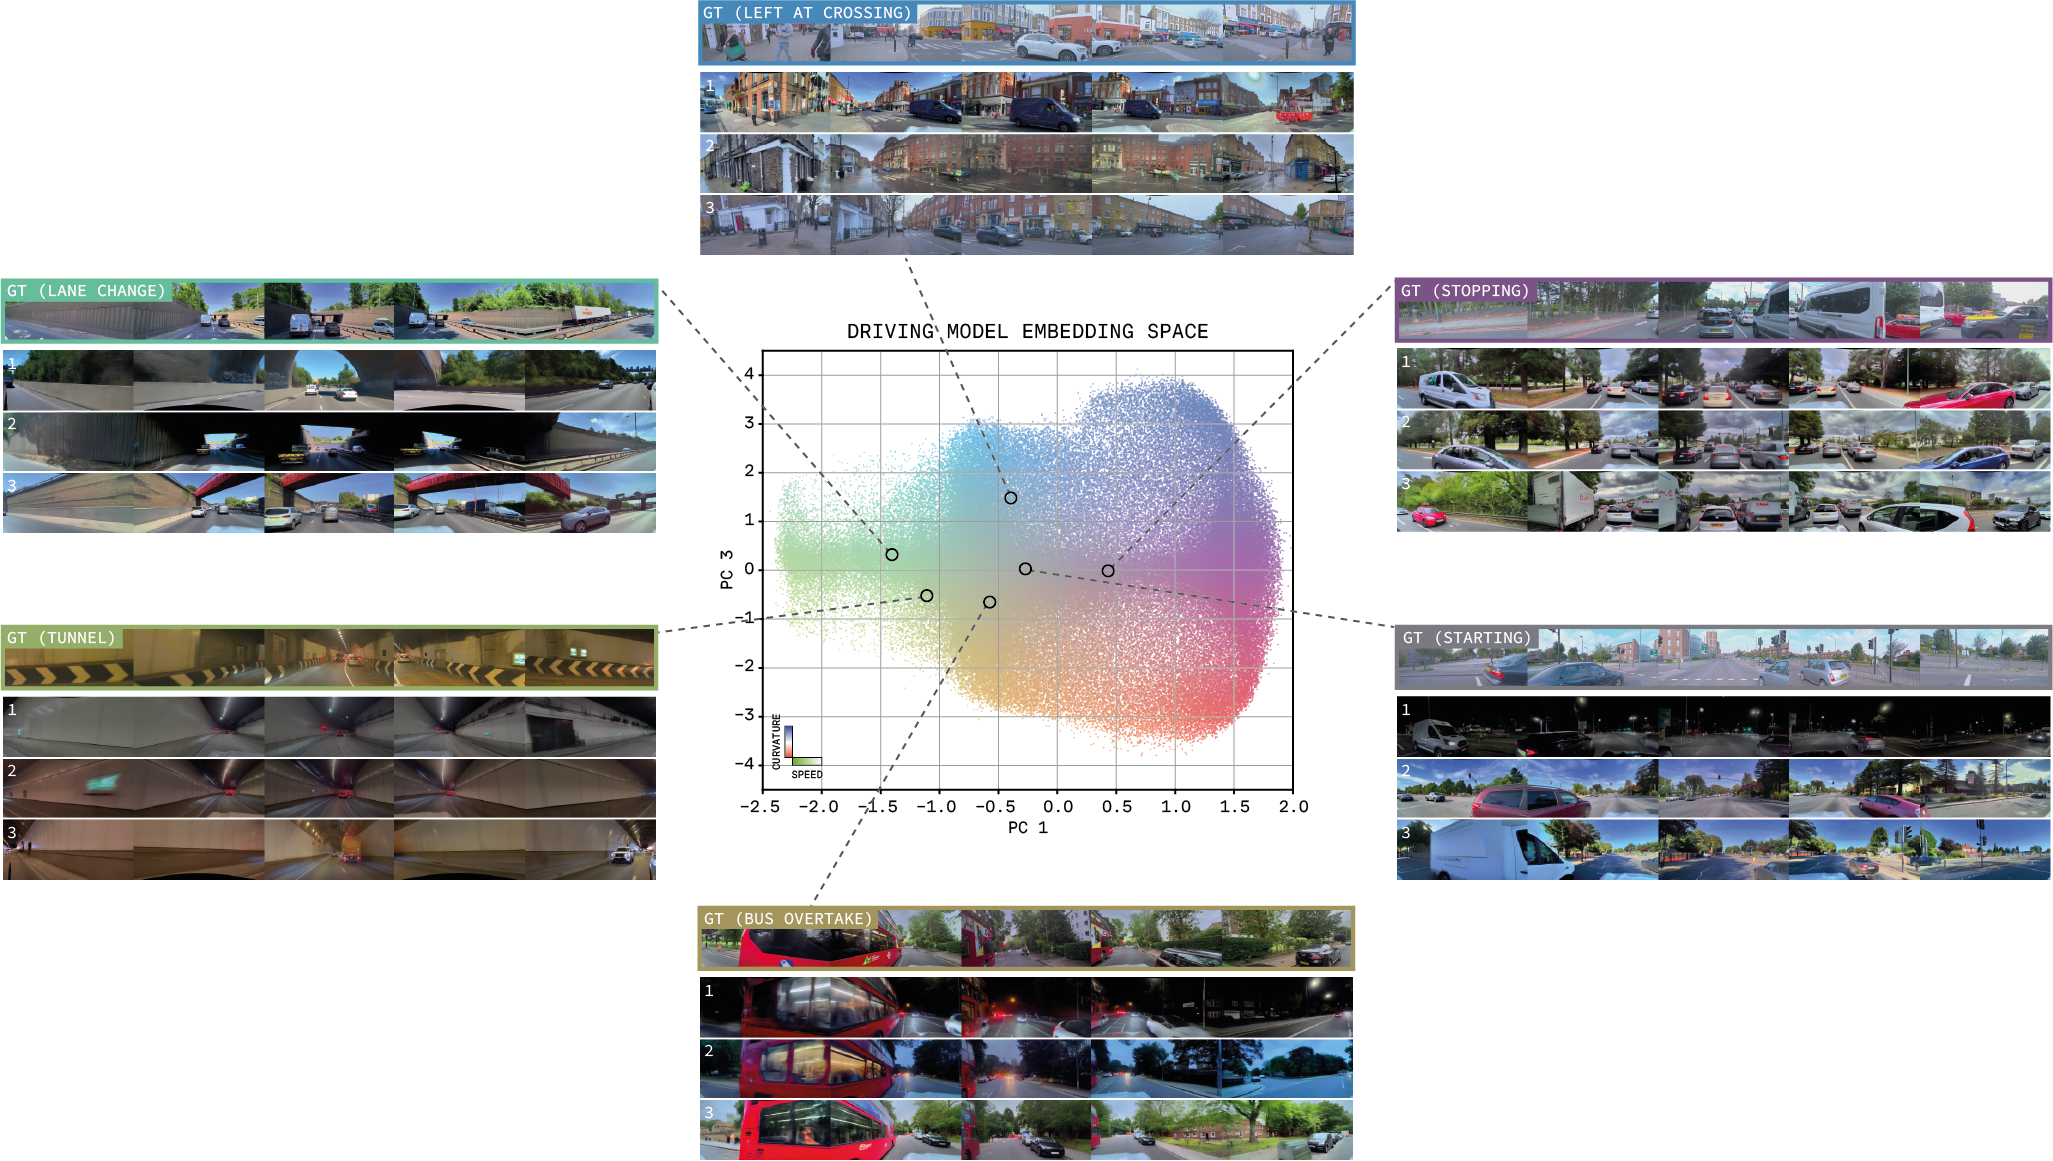 GT (LEFT AT CROSSING)
1
2
3
GT (LANE CHANGE)
1
2
3
GT (STOPPING)
1
2
3
DRIVING MODEL EMBEDDING SPACE
4
3
2
1
0
−1
−2
−3
−4
PC 3
CURVATURE
SPEED
−2.5 −2.0 −1.5 −1.0 −0.5 0.0 0.5 1.0 1.5 2.0
PC 1
GT (TUNNEL)
1
2
3
GT (STARTING)
1
2
3
GT (BUS OVERTAKE)
1
2
3